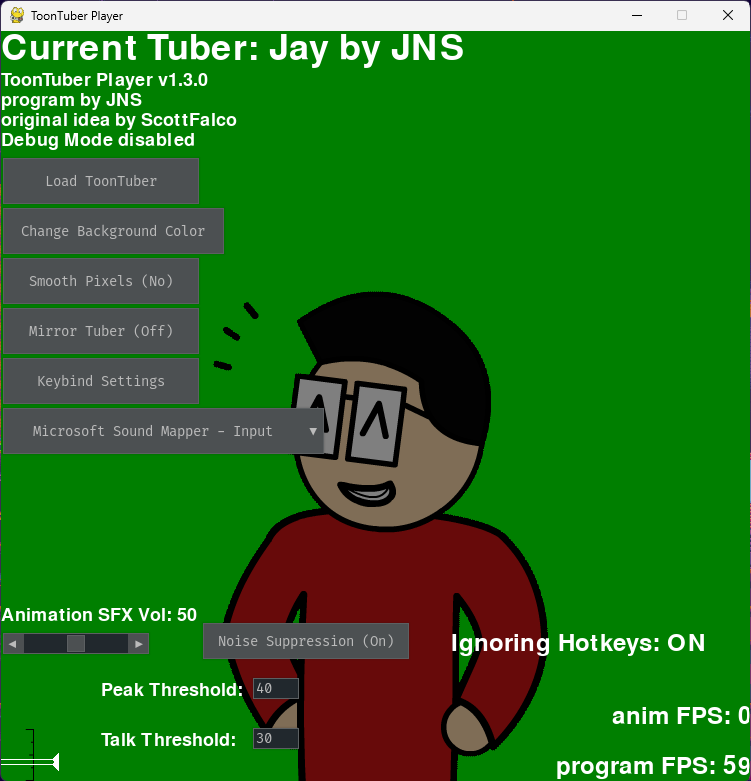 ToonTuber Player
Current Tuber: Jay by JNS
ToonTuber Player v1.3.0
program by JNS
original idea by ScottFalco
Debug Mode disabled
Load ToonTuber
Change Background Color
Smooth Pixels (No)
Mirror Tuber (Off)
Keybind Settings
Microsoft Sound Mapper - Input
Animation SFX Vol: 50
Noise Suppression (On)
Ignoring Hotkeys: ON
Peak Threshold: 40
anim FPS: 0
Talk Threshold: 30
program FPS: 59